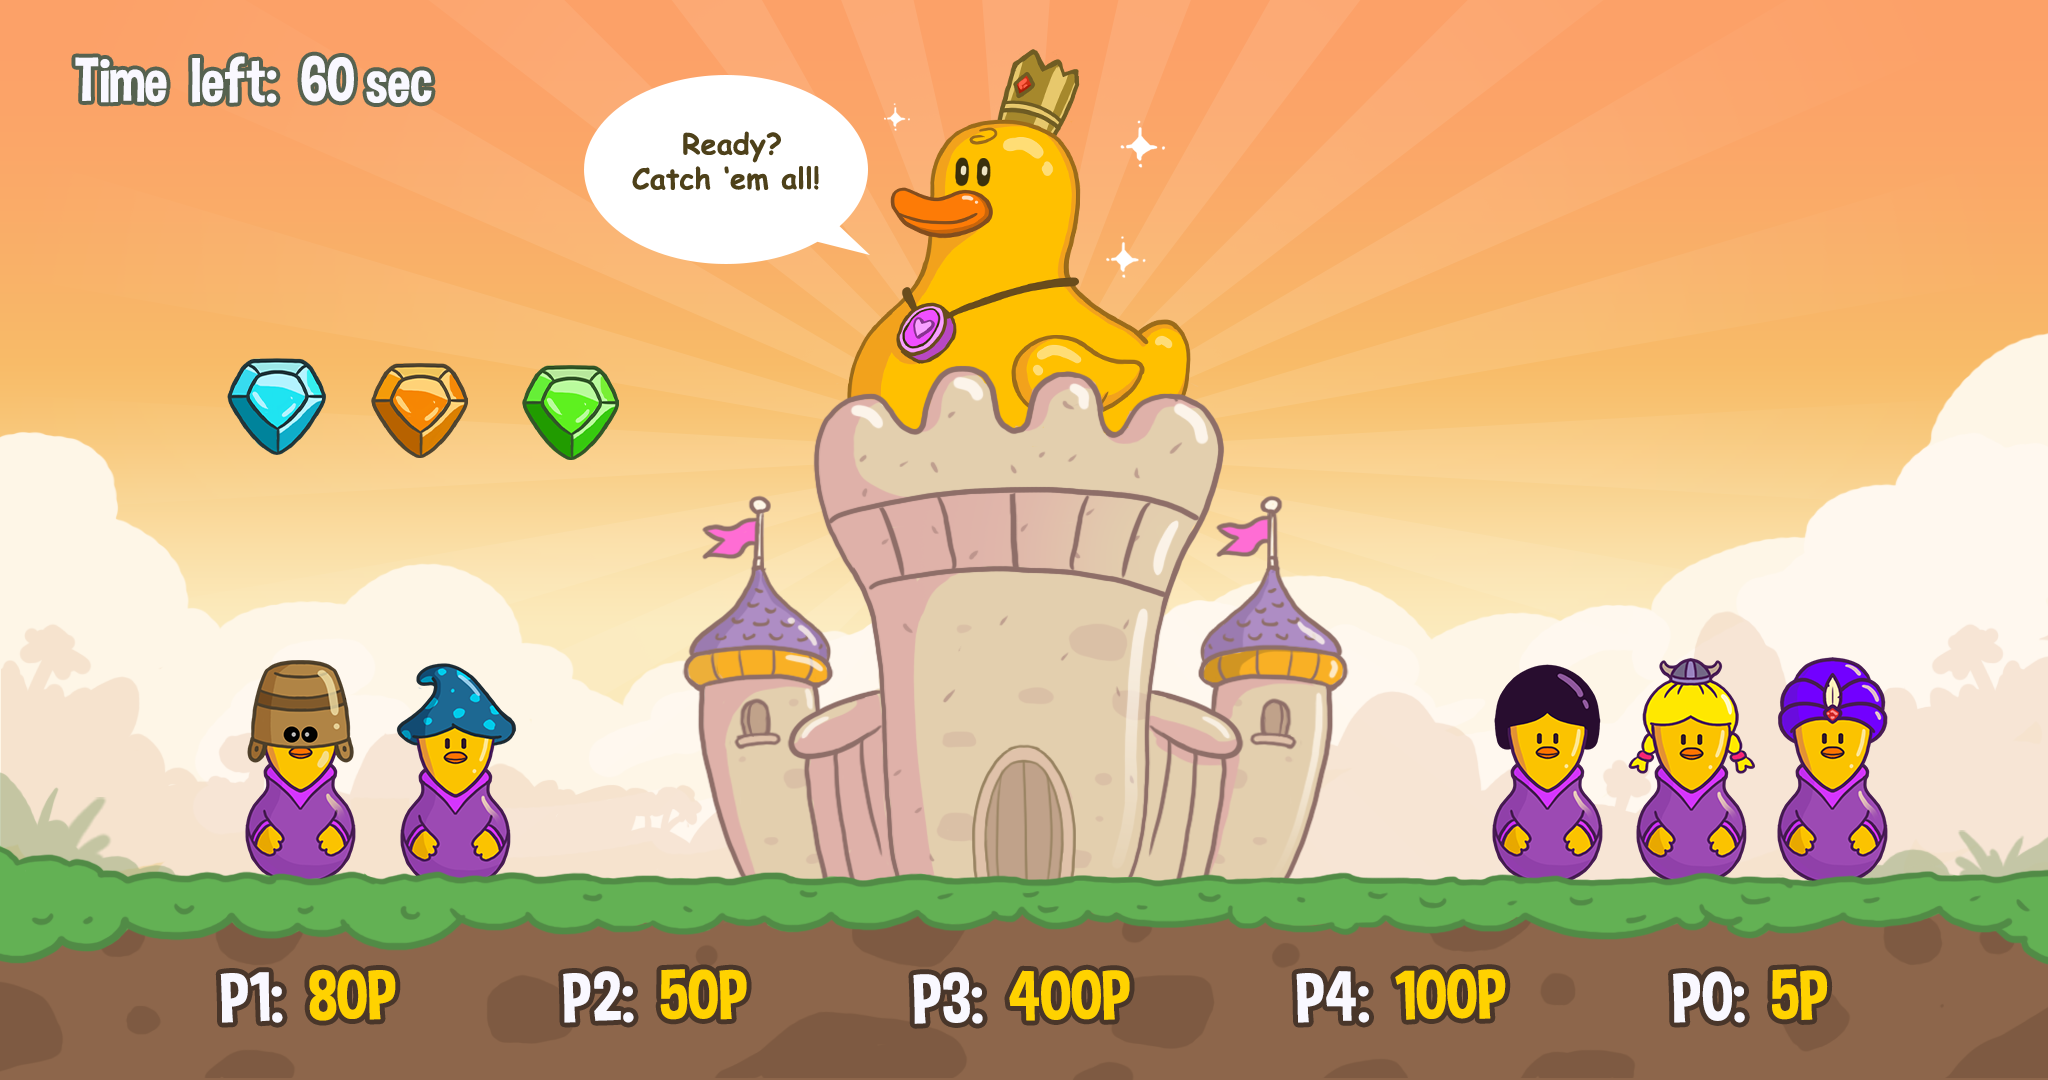 Time left: 60 sec
Ready?
Catch 'em all!
P1: 80P
P2: 50P
P3: 400P
P4: 100P
P0: 5P